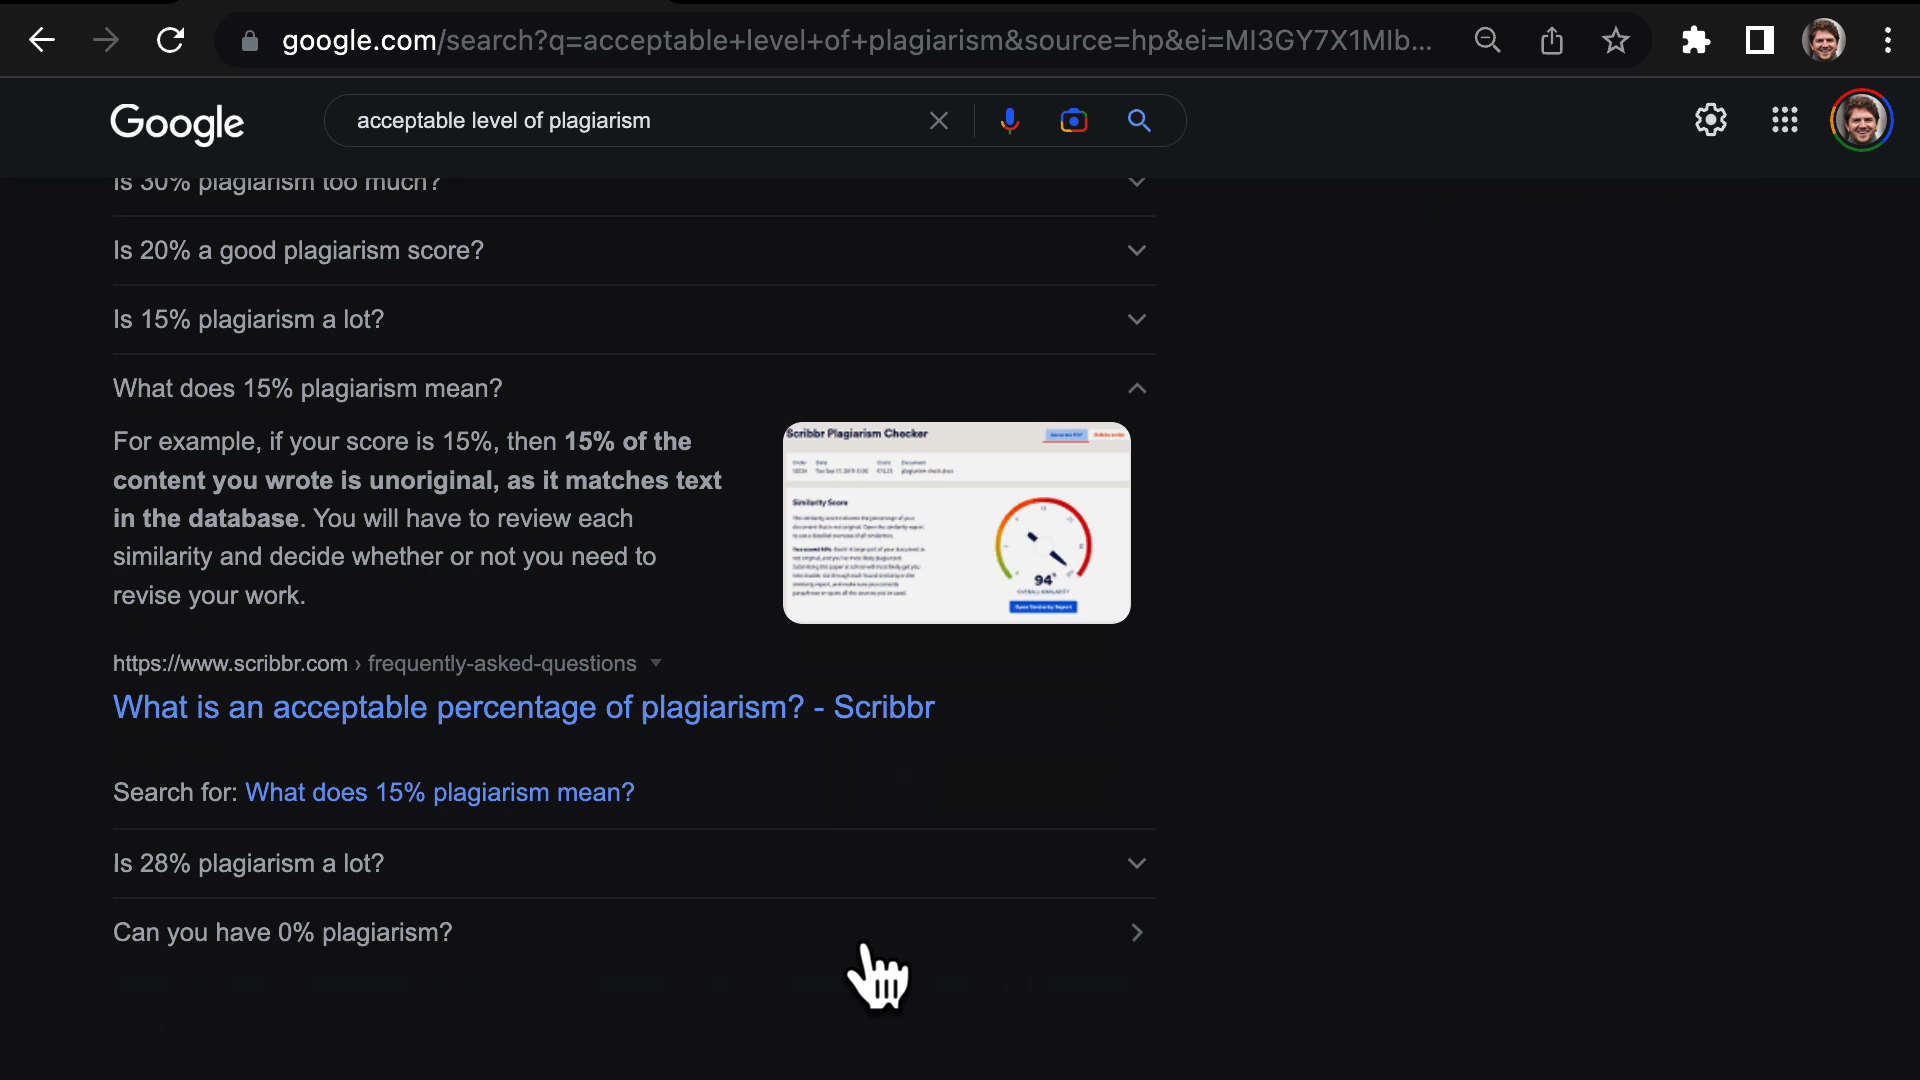 google.com/search?q=acceptable+level+of+plagiarism&source=hp&ei=MI3GY7X1MIb...
Google
acceptable level of plagiarism
Is 30% plagiarism too much?
Is 20% a good plagiarism score?
Is 15% plagiarism a lot?
What does 15% plagiarism mean?
For example, if your score is 15%, then 15% of the
content you wrote is unoriginal, as it matches text
in the database. You will have to review each
similarity and decide whether or not you need to
revise your work.
Scribbr Plagiarism Checker
Similarity Score
94%
OVERALL SIMILARITY
Open Similarity Report
https://www.scribbr.com › frequently-asked-questions
What is an acceptable percentage of plagiarism? - Scribbr
Search for: What does 15% plagiarism mean?
Is 28% plagiarism a lot?
Can you have 0% plagiarism?